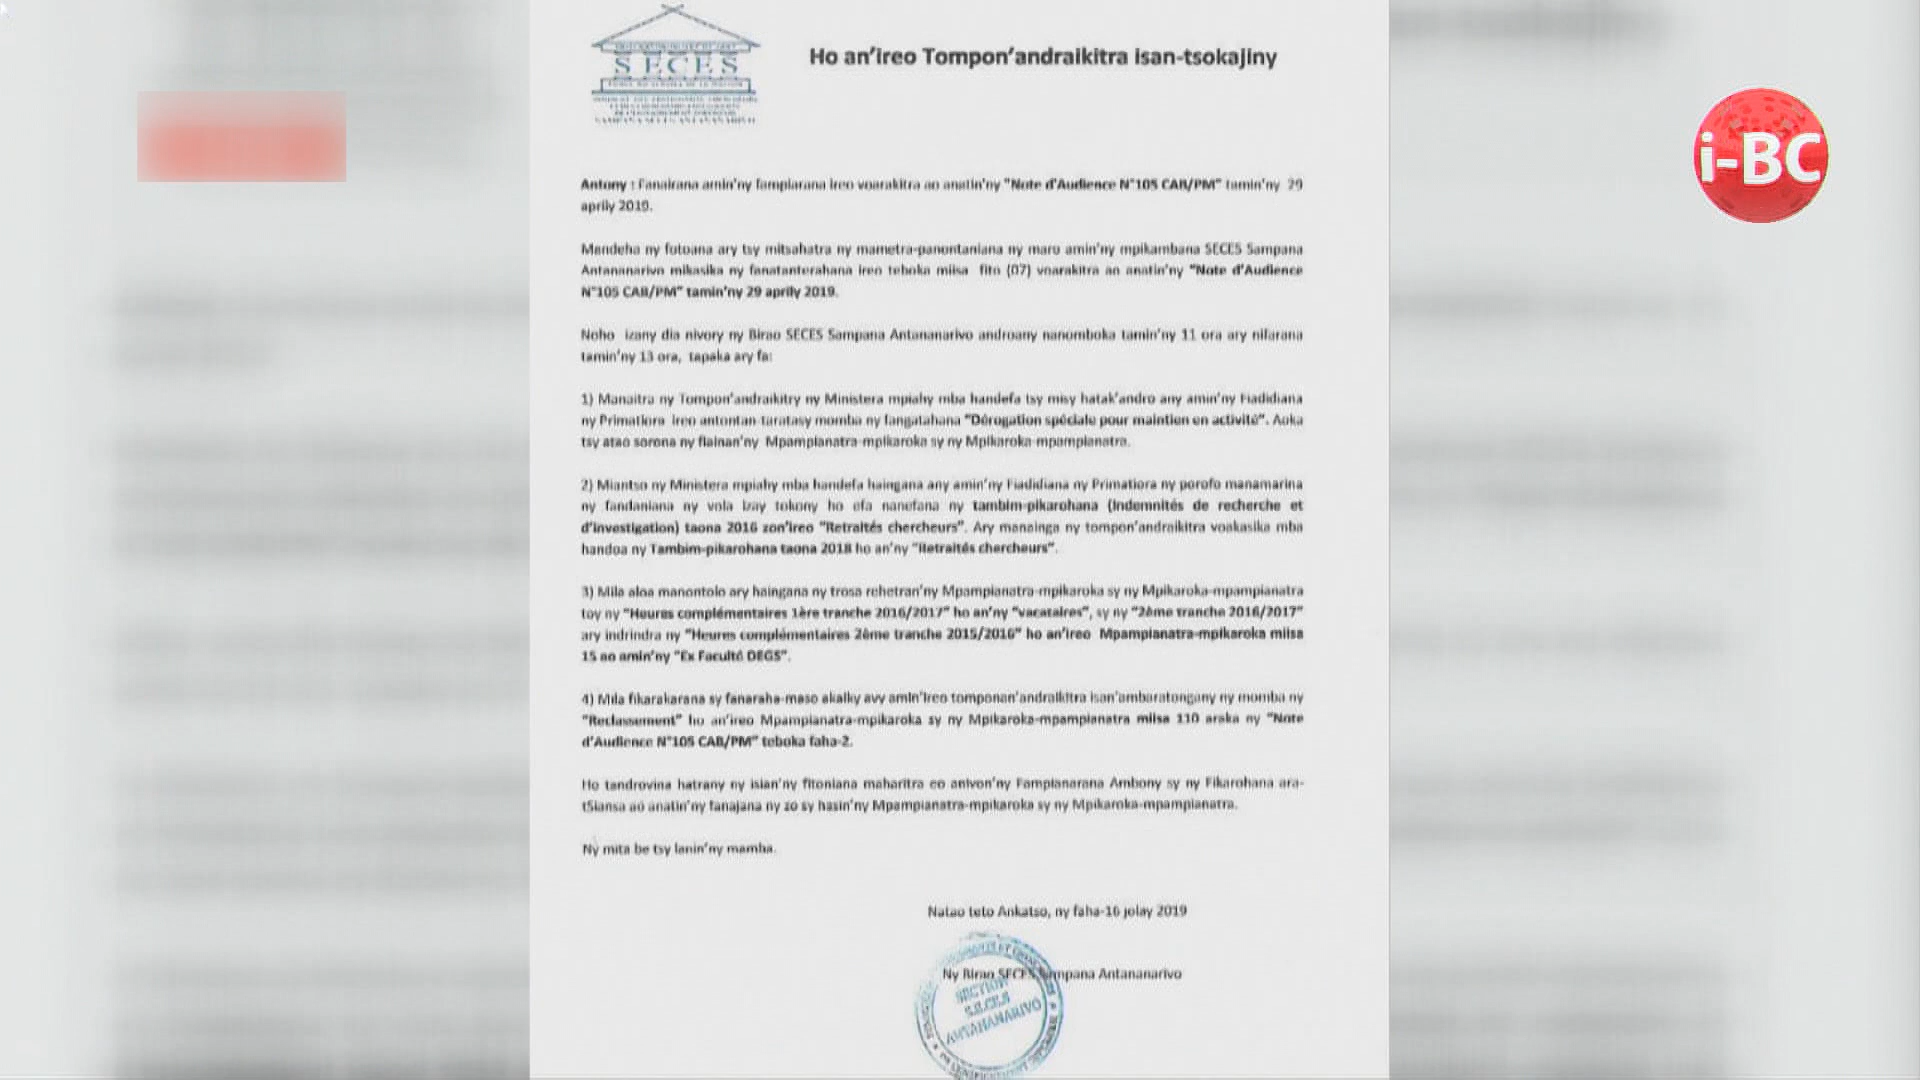 SECES
Ho an'ireo Tompon'andraikitra isan-tsokajiny
i-BC
Antony : Fanairana amin'ny fampiarana ireo voarakitra ao anatin'ny "Note d'Audience N°105 CAB/PM" tamin'ny 29
aprily 2019.
Mandeha ny fotoana ary tsy mitsahatra ny mametra-panontaniana ny maro amin'ny mpikambana SECES Sampana
Antananarivo mikasika ny fanatanterahana ireo teboka miisa fito (07) voarakitra ao anatin'ny "Note d'Audience
N°105 CAB/PM" tamin'ny 29 aprily 2019.
Noho izany dia nivory ny Birao SECES Sampana Antananarivo androany nanomboka tamin'ny 11 ora ary nifarana
tamin'ny 13 ora, tapaka ary fa:
1) Manaitra ny Tompon'andraikitry ny Ministera mpiahy mba handefa tsy misy hatak'andro any amin'ny Fiadidiana
ny Primatiora ireo antontan-taratasy momba ny fangatahana "Dérogation spéciale pour maintien en activité". Aoka
tsy atao sorona ny fiainan'ny Mpampianatra-mpikaroka sy ny Mpikaroka-mpampianatra.
2) Miantso ny Ministera mpiahy mba handefa haingana any amin'ny Fiadidiana ny Primatiora ny porofo manamarina
ny fandaniana ny vola izay tokony ho efa nanefana ny tambim-pikarohana (Indemnités de recherche et
d'investigation) taona 2016 zon'ireo "Retraités chercheurs". Ary manainga ny tompon'andraikitra voakasika mba
handoa ny Tambim-pikarohana taona 2018 ho an'ny "Retraités chercheurs".
3) Mila aloa manontolo ary haingana ny trosa rehetran'ny Mpampianatra-mpikaroka sy ny Mpikaroka-mpampianatra
toy ny "Heures complémentaires 1ère tranche 2016/2017" ho an'ny "vacataires", sy ny "2ème tranche 2016/2017"
ary indrindra ny "Heures complémentaires 2ème tranche 2015/2016" ho an'ireo Mpampianatra-mpikaroka miisa
15 ao amin'ny "Ex Faculté DEGS".
4) Mila fikarakarana sy fanaraha-maso akaiky avy amin'ireo tomponan'andraikitra isan'ambaratongany ny momba ny
"Reclassement" ho an'ireo Mpampianatra-mpikaroka sy ny Mpikaroka-mpampianatra miisa 110 araka ny "Note
d'Audience N°105 CAB/PM" teboka faha-2.
Ho tandrovina hatrany ny isian'ny fitoniana maharitra eo anivon'ny Fampianarana Ambony sy ny Fikarohana ara-
tSiansa ao anatin'ny fanajana ny zo sy hasin'ny Mpampianatra-mpikaroka sy ny Mpikaroka-mpampianatra.
Ny mita be tsy lanin'ny mamba.
Natao teto Ankatso, ny faha-16 jolay 2019
Ny Birao SECES Sampana Antananarivo
SECTION
S.E.CE.S
ANTANANARIVO